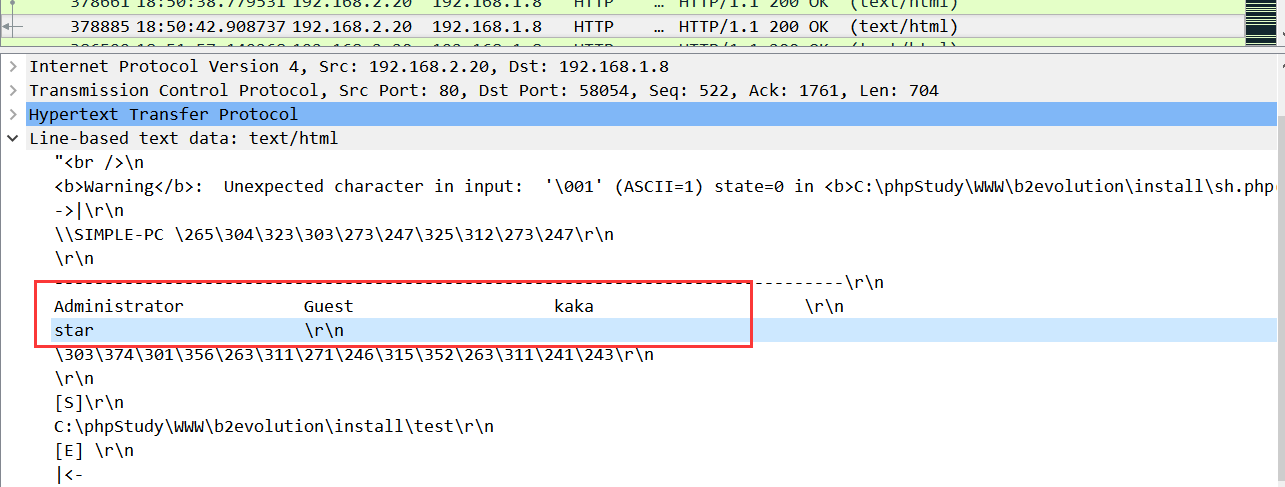 378661 18:50:38.779531 192.168.2.20 192.168.1.8 HTTP … HTTP/1.1 200 OK (text/html)
378885 18:50:42.908737 192.168.2.20 192.168.1.8 HTTP … HTTP/1.1 200 OK (text/html)
Internet Protocol Version 4, Src: 192.168.2.20, Dst: 192.168.1.8
Transmission Control Protocol, Src Port: 80, Dst Port: 58054, Seq: 522, Ack: 1761, Len: 704
Hypertext Transfer Protocol
Line-based text data: text/html
"<br />\n
<b>Warning</b>:  Unexpected character in input:  '\001' (ASCII=1) state=0 in <b>C:\phpStudy\WWW\b2evolution\install\sh.php
->|\r\n
\\SIMPLE-PC \265\304\323\303\273\247\325\312\273\247\r\n
\r\n
-------------------------------------------------------------------------------\r\n
Administrator            Guest                    kaka                     \r\n
star                     \r\n
\303\374\301\356\263\311\271\246\315\352\263\311\241\243\r\n
\r\n
[S]\r\n
C:\phpStudy\WWW\b2evolution\install\test\r\n
[E] \r\n
|<-